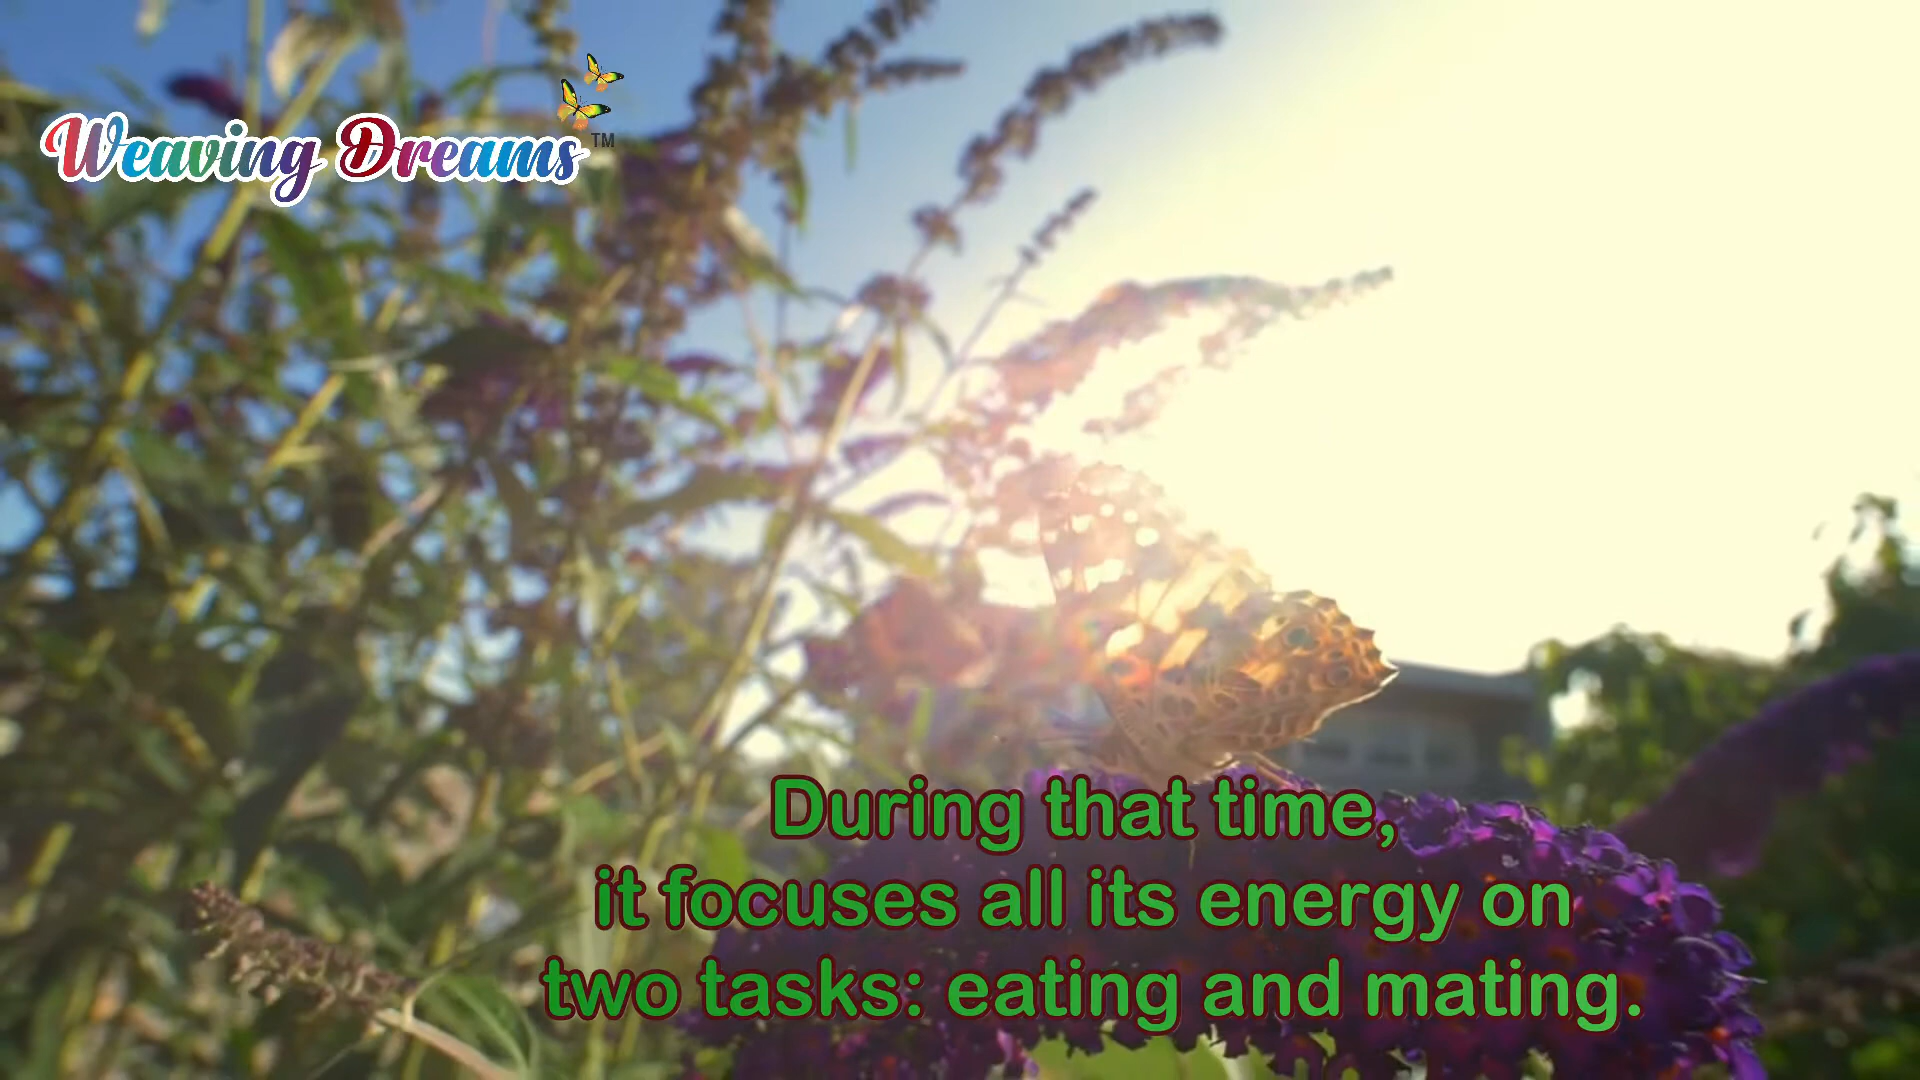 Weaving Dreams™
During that time,
it focuses all its energy on
two tasks: eating and mating.